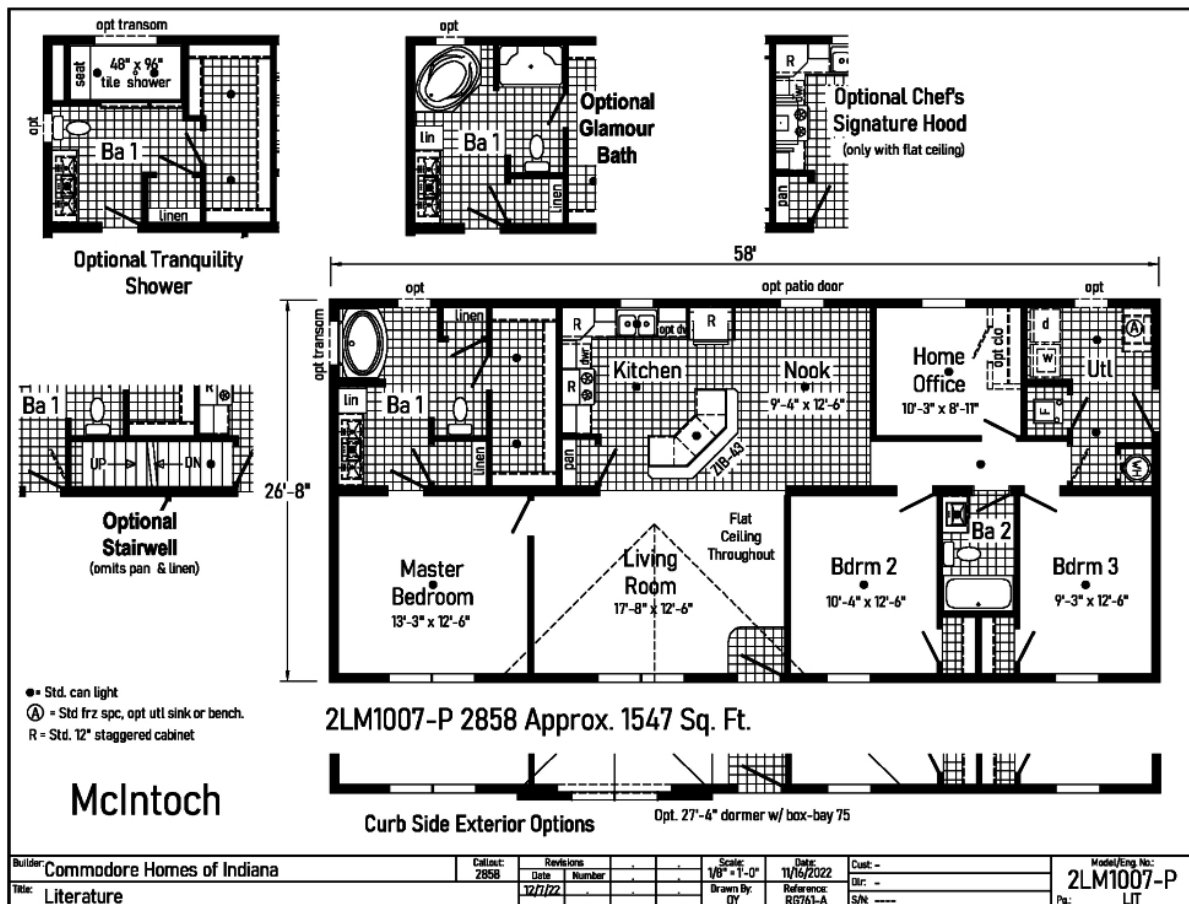 opt transom
seat
48" x 96"
tile shower
opt
Ba 1
linen
Optional Tranquility
Shower
opt
lin
Ba 1
linen
Optional
Glamour
Bath
R
dwr
pan
Optional Chef's
Signature Hood
(only with flat ceiling)
58'
opt
opt patio door
opt
opt transom
linen
lin
Ba 1
linen
R
opt dw
R
dwr
R
pan
Kitchen
Nook
9'-4" x 12'-6"
ZIB-43
Home
Office
10'-3" x 8'-11"
opt clo
d
w
A
Utl
F
WH
26'-8"
Ba 1
R
UP
DN
Optional
Stairwell
(omits pan & linen)
Master
Bedroom
13'-3" x 12'-6"
Living
Room
17'-8" x 12'-6"
Flat
Ceiling
Throughout
Bdrm 2
10'-4" x 12'-6"
Ba 2
Bdrm 3
9'-3" x 12'-6"
● = Std. can light
A = Std frz spc, opt utl sink or bench.
R = Std. 12" staggered cabinet
2LM1007-P 2858 Approx. 1547 Sq. Ft.
McIntoch
Curb Side Exterior Options
Opt. 27'-4" dormer w/ box-bay 75
Builder: Commodore Homes of Indiana
Title: Literature
Callout:
2858
Revisions
Date Number
12/7/22
Scale:
1/8" = 1'-0"
Drawn By:
DY
Date:
11/16/2022
Reference:
RG761-A
Cust: -
Dlr: -
S/N: ----
Model/Eng. No.:
2LM1007-P
Pg.: LIT